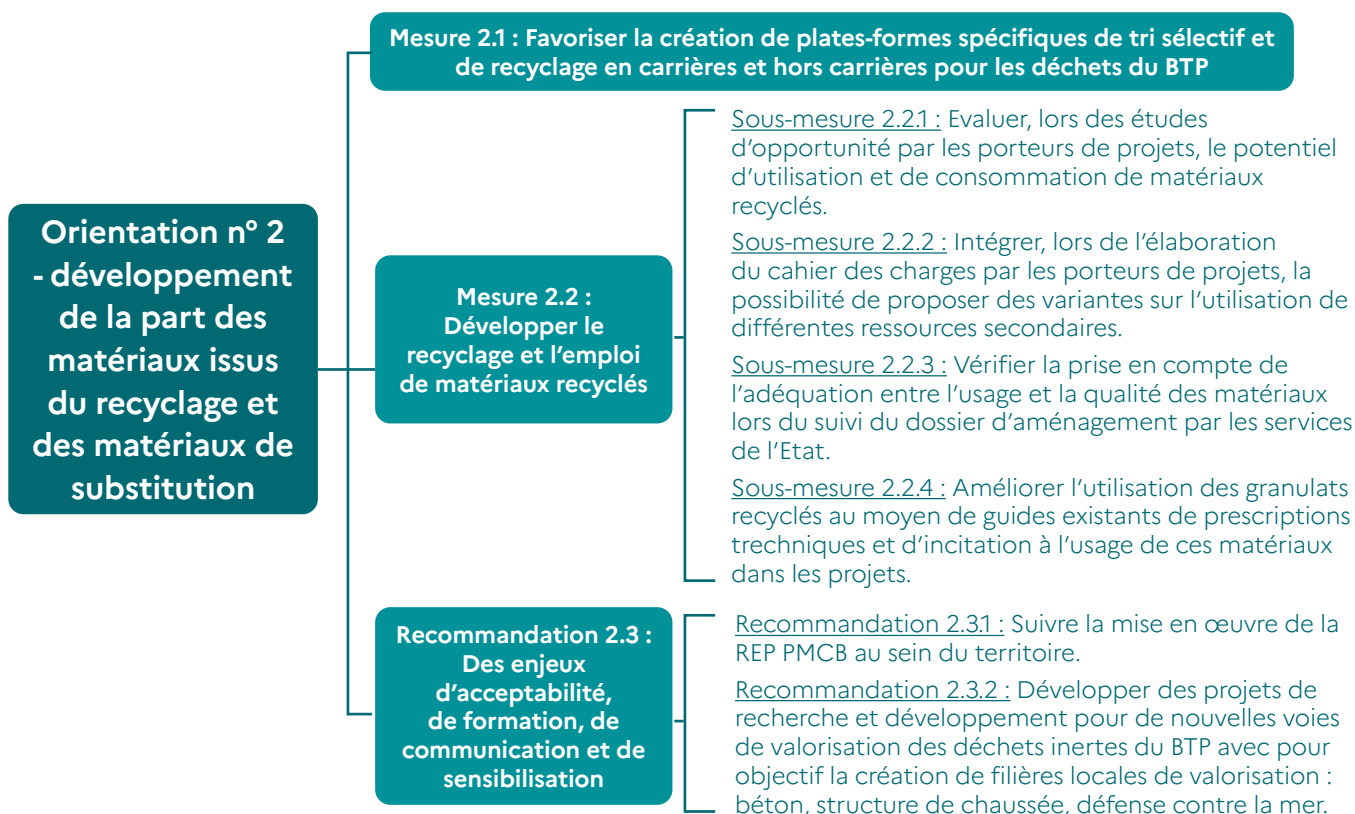 Mesure 2.1 : Favoriser la création de plates-formes spécifiques de tri sélectif et
de recyclage en carrières et hors carrières pour les déchets du BTP
Orientation n° 2
- développement
de la part des
matériaux issus
du recyclage et
des matériaux de
substitution
Mesure 2.2 :
Développer le
recyclage et l'emploi
de matériaux recyclés
Sous-mesure 2.2.1 : Evaluer, lors des études
d'opportunité par les porteurs de projets, le potentiel
d'utilisation et de consommation de matériaux
recyclés.
Sous-mesure 2.2.2 : Intégrer, lors de l'élaboration
du cahier des charges par les porteurs de projets, la
possibilité de proposer des variantes sur l'utilisation de
différentes ressources secondaires.
Sous-mesure 2.2.3 : Vérifier la prise en compte de
l'adéquation entre l'usage et la qualité des matériaux
lors du suivi du dossier d'aménagement par les services
de l'Etat.
Sous-mesure 2.2.4 : Améliorer l'utilisation des granulats
recyclés au moyen de guides existants de prescriptions
trechniques et d'incitation à l'usage de ces matériaux
dans les projets.
Recommandation 2.3 :
Des enjeux
d'acceptabilité,
de formation, de
communication et de
sensibilisation
Recommandation 2.3.1 : Suivre la mise en œuvre de la
REP PMCB au sein du territoire.
Recommandation 2.3.2 : Développer des projets de
recherche et développement pour de nouvelles voies
de valorisation des déchets inertes du BTP avec pour
objectif la création de filières locales de valorisation :
béton, structure de chaussée, défense contre la mer.